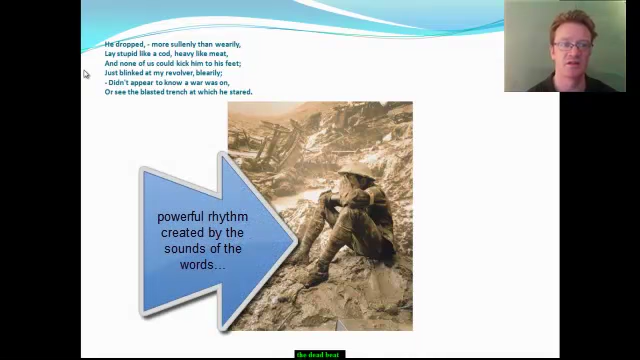 He dropped, - more sullenly than wearily,
Lay stupid like a cod, heavy like meat,
And none of us could kick him to his feet;
Just blinked at my revolver, blearily;
- Didn't appear to know a war was on,
Or see the blasted trench at which he stared.
powerful rhythm
created by the
sounds of the
words...
the dead beat